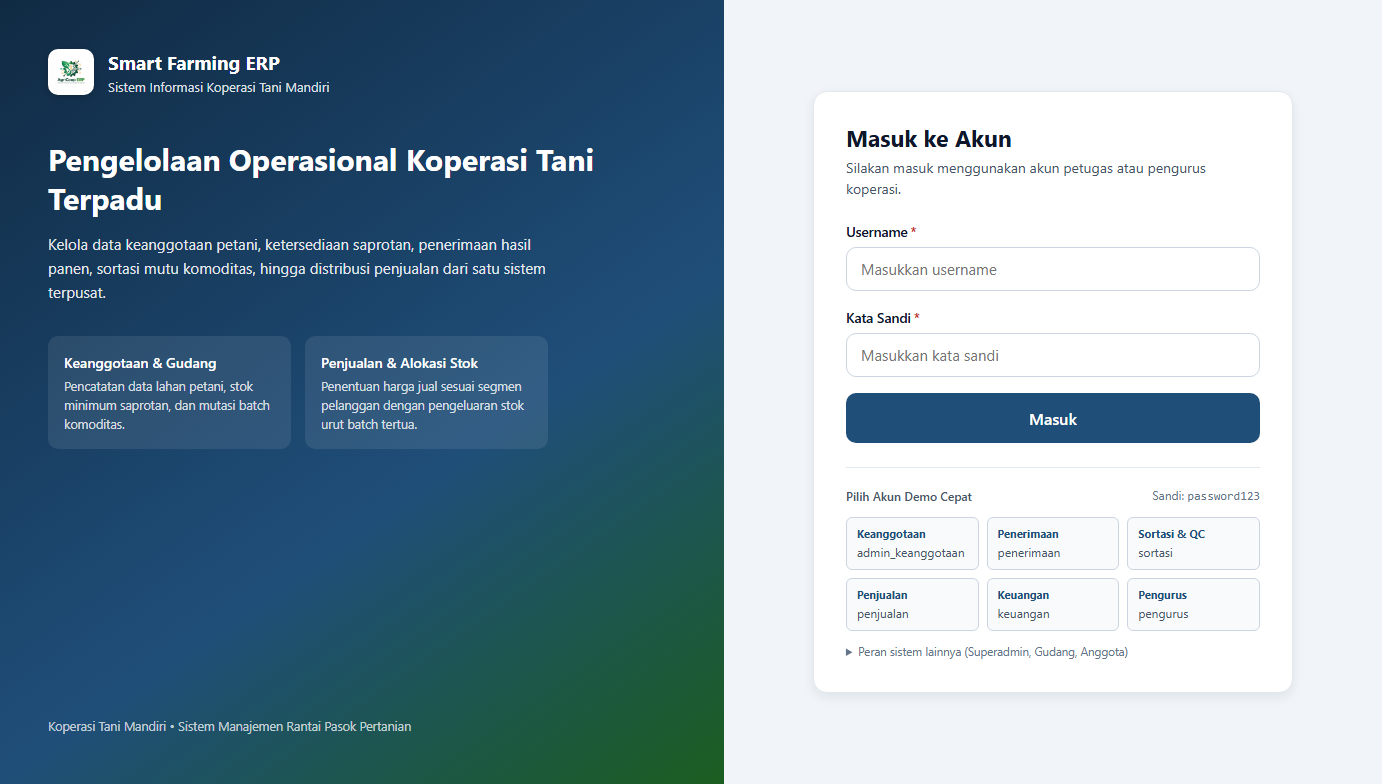 Smart Farming ERP
Sistem Informasi Koperasi Tani Mandiri
Pengelolaan Operasional Koperasi Tani
Terpadu
Kelola data keanggotaan petani, ketersediaan saprotan, penerimaan hasil
panen, sortasi mutu komoditas, hingga distribusi penjualan dari satu sistem
terpusat.
Keanggotaan & Gudang
Pencatatan data lahan petani, stok
minimum saprotan, dan mutasi batch
komoditas.
Penjualan & Alokasi Stok
Penentuan harga jual sesuai segmen
pelanggan dengan pengeluaran stok
urut batch tertua.
Koperasi Tani Mandiri • Sistem Manajemen Rantai Pasok Pertanian
Masuk ke Akun
Silakan masuk menggunakan akun petugas atau pengurus
koperasi.
Username *
Masukkan username
Kata Sandi *
Masukkan kata sandi
Masuk
Pilih Akun Demo Cepat
Sandi: password123
Keanggotaan
admin_keanggotaan
Penerimaan
penerimaan
Sortasi & QC
sortasi
Penjualan
penjualan
Keuangan
keuangan
Pengurus
pengurus
▶ Peran sistem lainnya (Superadmin, Gudang, Anggota)